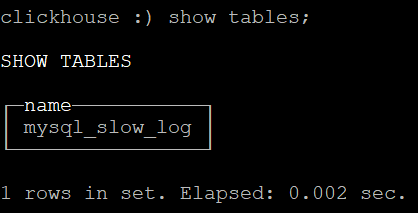 clickhouse :) show tables;
SHOW TABLES
name
mysql_slow_log
1 rows in set. Elapsed: 0.002 sec.